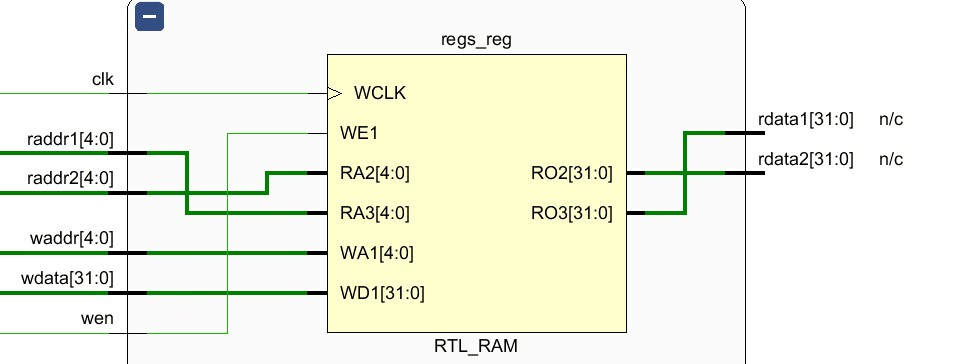 regs_reg
clk
WCLK
WE1
raddr1[4:0]
RA2[4:0]
raddr2[4:0]
RA3[4:0]
waddr[4:0]
WA1[4:0]
wdata[31:0]
WD1[31:0]
wen
RO2[31:0]
RO3[31:0]
rdata1[31:0] n/c
rdata2[31:0] n/c
RTL_RAM